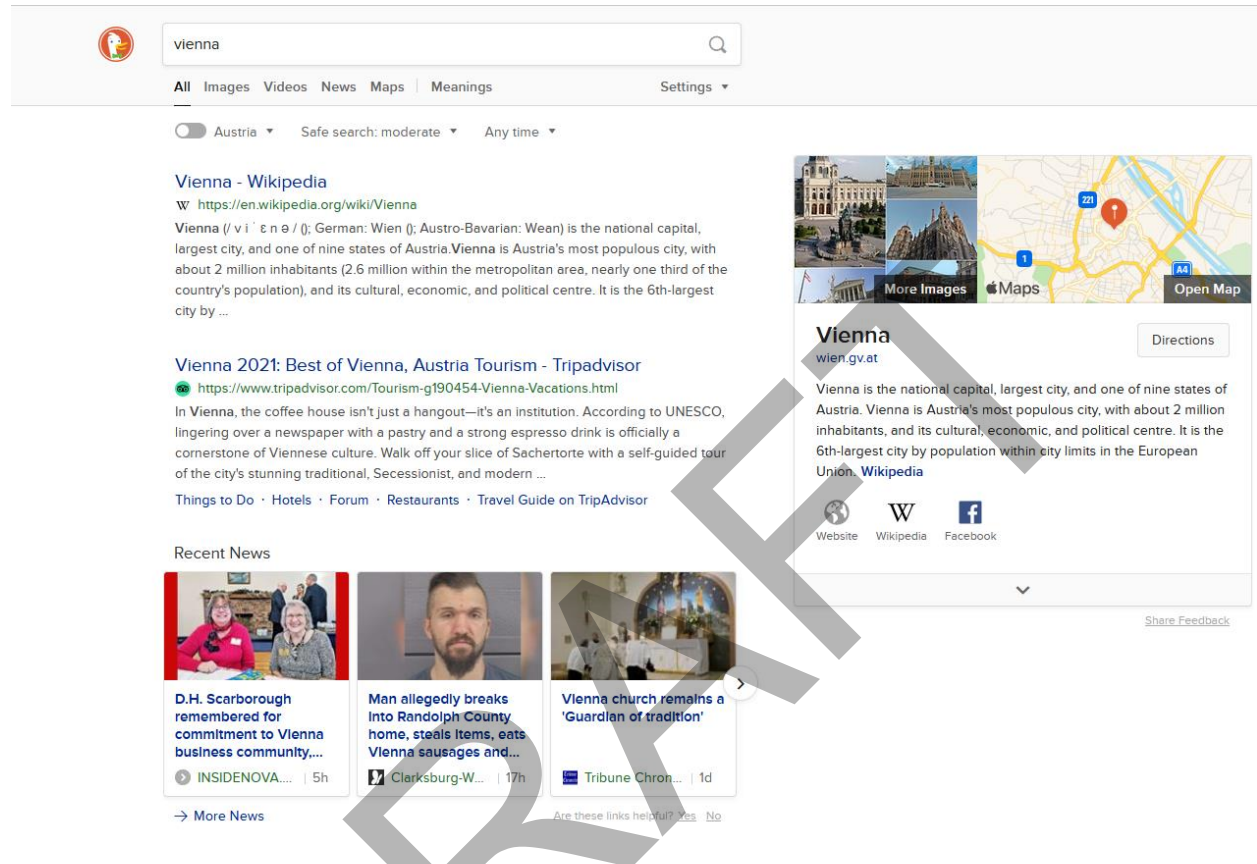 vienna
All Images Videos News Maps Meanings Settings
Austria Safe search: moderate Any time
Vienna - Wikipedia
W https://en.wikipedia.org/wiki/Vienna
Vienna (/ v i ˈ ɛ n ə / (); German: Wien (); Austro-Bavarian: Wean) is the national capital,
largest city, and one of nine states of Austria.Vienna is Austria's most populous city, with
about 2 million inhabitants (2.6 million within the metropolitan area, nearly one third of the
country's population), and its cultural, economic, and political centre. It is the 6th-largest
city by ...
Vienna 2021: Best of Vienna, Austria Tourism - Tripadvisor
https://www.tripadvisor.com/Tourism-g190454-Vienna-Vacations.html
In Vienna, the coffee house isn't just a hangout—it's an institution. According to UNESCO,
lingering over a newspaper with a pastry and a strong espresso drink is officially a
cornerstone of Viennese culture. Walk off your slice of Sachertorte with a self-guided tour
of the city's stunning traditional, Secessionist, and modern ...
Things to Do · Hotels · Forum · Restaurants · Travel Guide on TripAdvisor
Recent News
D.H. Scarborough
remembered for
commitment to Vienna
business community,...
INSIDENOVA.... | 5h
Man allegedly breaks
into Randolph County
home, steals items, eats
Vienna sausages and...
Clarksburg-W... | 17h
Vienna church remains a
'Guardian of tradition'
Tribune Chron... | 1d
→ More News
Are these links helpful? Yes No
221
1
A4
More Images
Maps
Open Map
Vienna
Directions
wien.gv.at
Vienna is the national capital, largest city, and one of nine states of
Austria. Vienna is Austria's most populous city, with about 2 million
inhabitants, and its cultural, economic, and political centre. It is the
6th-largest city by population within city limits in the European
Union. Wikipedia
W
Website Wikipedia Facebook
Share Feedback
RAFT